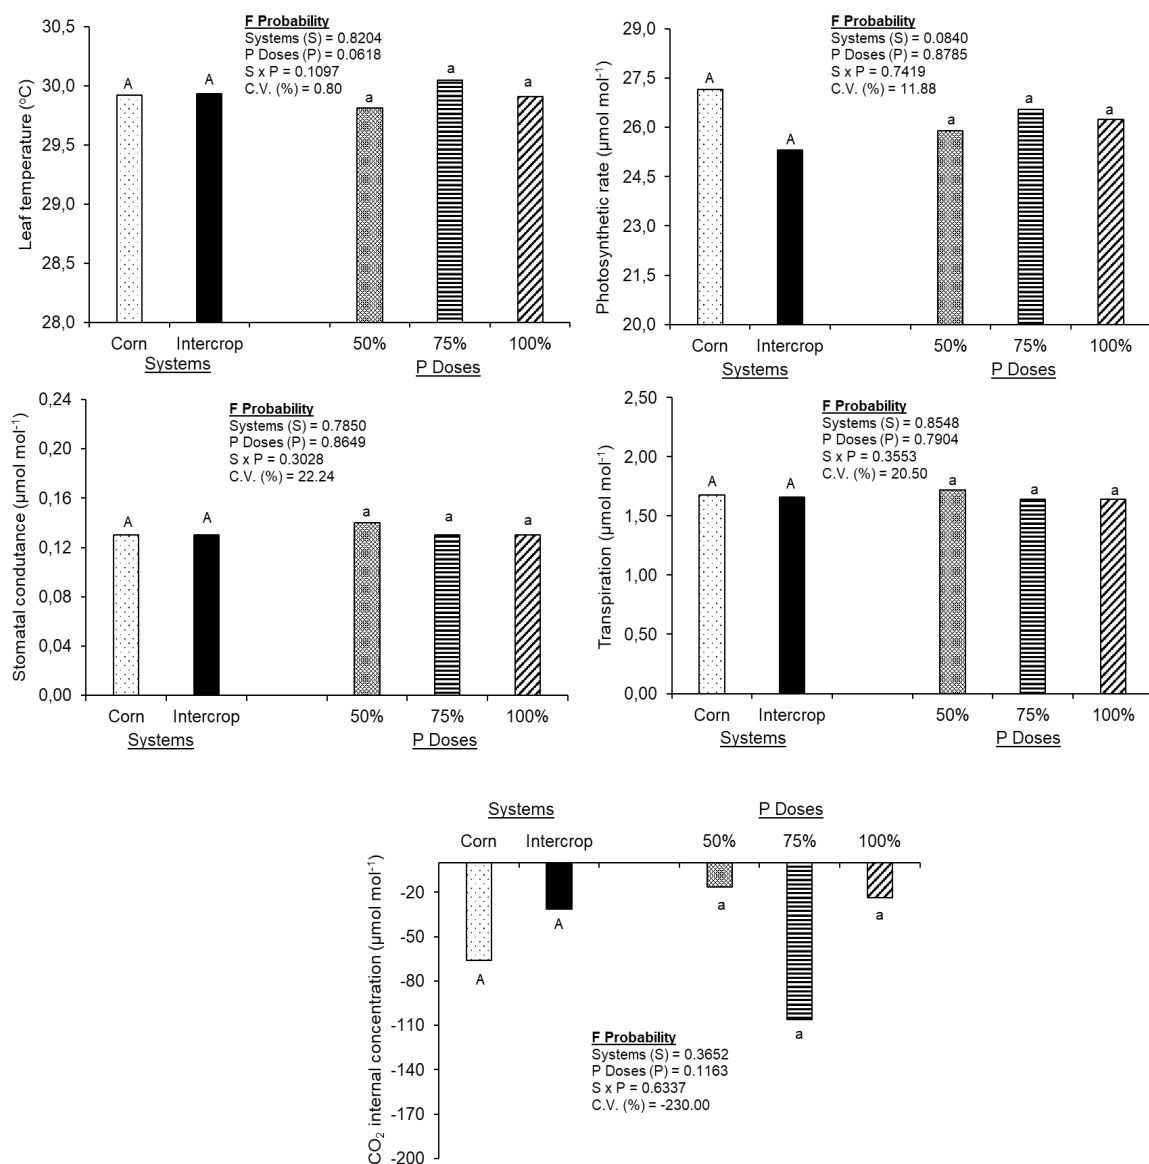 Leaf temperature (°C)
30,5
30,0
29,5
29,0
28,5
28,0
F Probability
Systems (S) = 0.8204
P Doses (P) = 0.0618
S x P = 0.1097
C.V. (%) = 0.80
A
A
a
a
a
Corn Intercrop 50% 75% 100%
Systems P Doses
Photosynthetic rate (µmol mol⁻¹)
29,0
27,5
26,0
24,5
23,0
21,5
20,0
F Probability
Systems (S) = 0.0840
P Doses (P) = 0.8785
S x P = 0.7419
C.V. (%) = 11.88
A
A
a
a
a
Corn Intercrop 50% 75% 100%
Systems P Doses
Stomatal condutance (µmol mol⁻¹)
0,24
0,20
0,16
0,12
0,08
0,04
0,00
F Probability
Systems (S) = 0.7850
P Doses (P) = 0.8649
S x P = 0.3028
C.V. (%) = 22.24
A
A
a
a
a
Corn Intercrop 50% 75% 100%
Systems P Doses
Transpiration (µmol mol⁻¹)
2,50
2,00
1,50
1,00
0,50
0,00
F Probability
Systems (S) = 0.8548
P Doses (P) = 0.7904
S x P = 0.3553
C.V. (%) = 20.50
A
A
a
a
a
Corn Intercrop 50% 75% 100%
Systems P Doses
Systems P Doses
Corn Intercrop 50% 75% 100%
CO₂ internal concentration (µmol mol⁻¹)
-20
-50
-80
-110
-140
-170
-200
A
A
a
a
a
F Probability
Systems (S) = 0.3652
P Doses (P) = 0.1163
S x P = 0.6337
C.V. (%) = -230.00